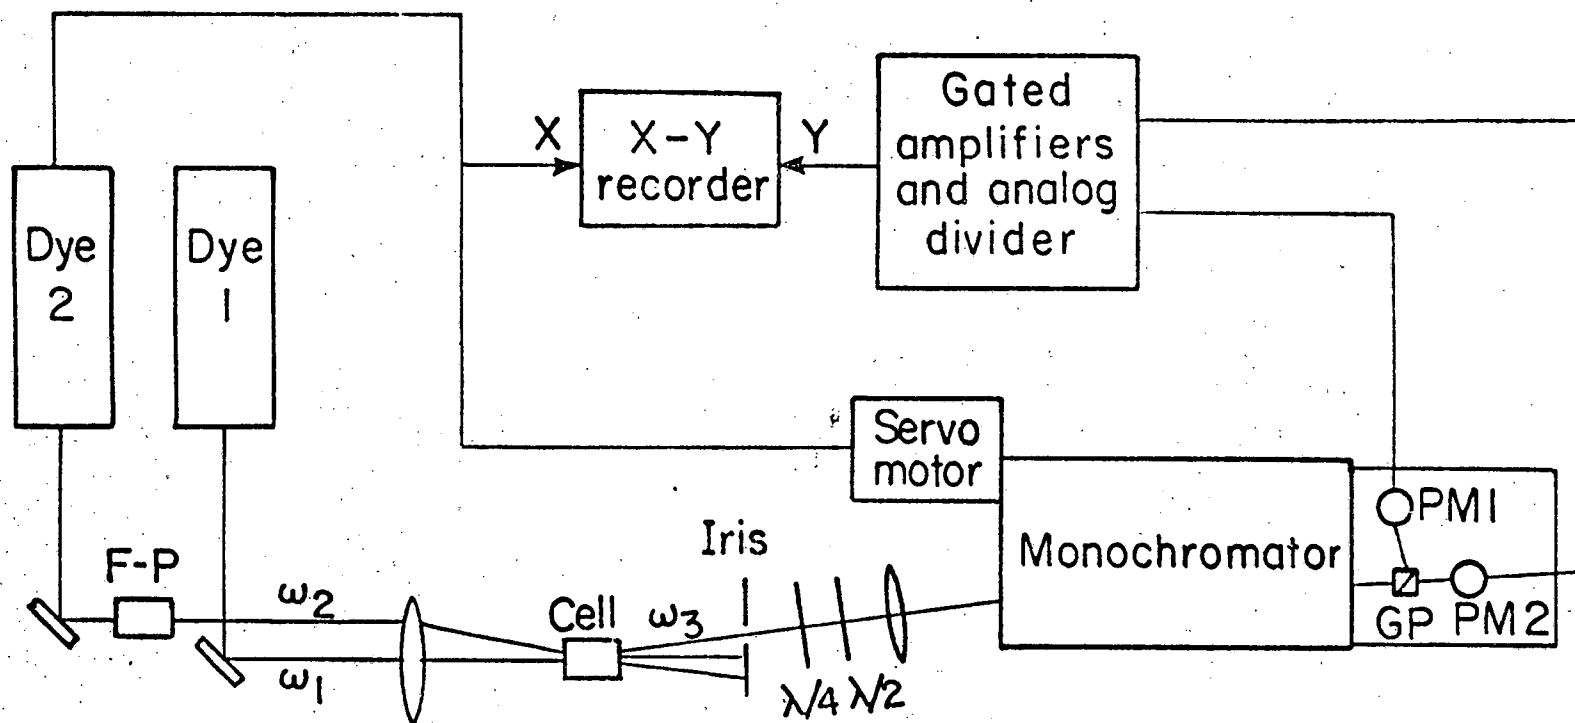 X
X-Y
recorder
Y
Gated
amplifiers
and analog
divider
Dye
2
Dye
1
Servo
motor
Monochromator
PM1
GP
PM2
F-P
ω2
ω1
Cell
ω3
Iris
λ/4
λ/2